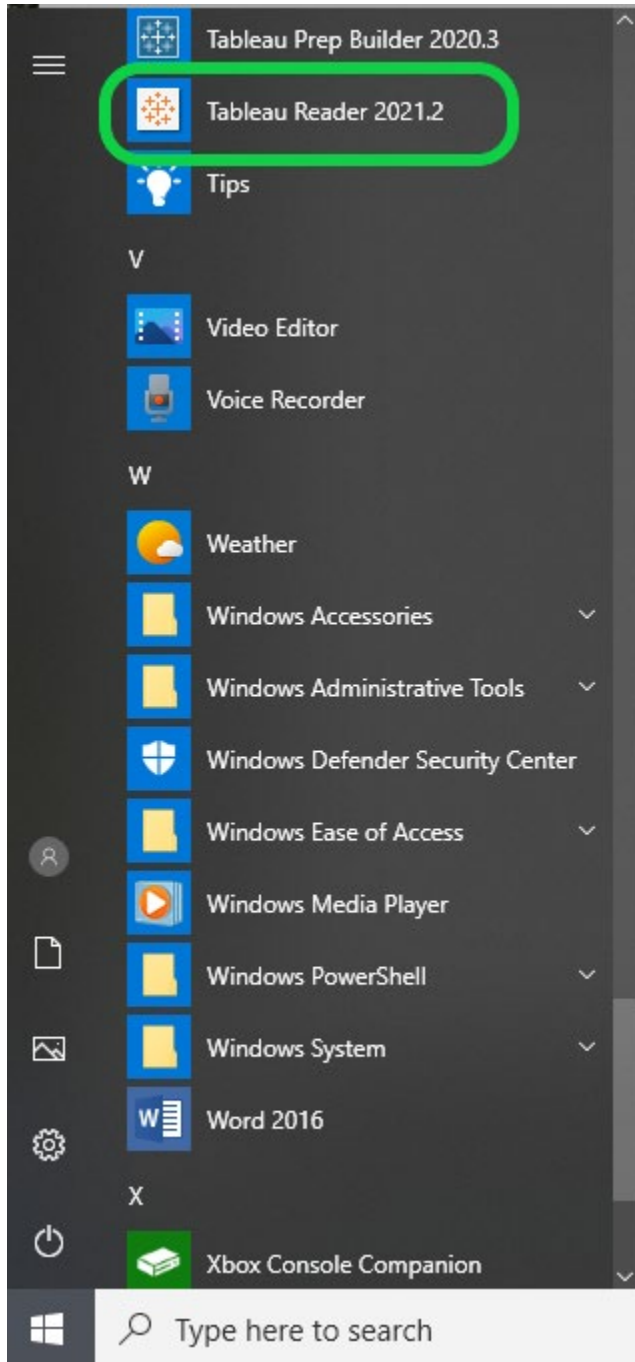 Tableau Prep Builder 2020.3
Tableau Reader 2021.2
Tips
V
Video Editor
Voice Recorder
W
Weather
Windows Accessories
Windows Administrative Tools
Windows Defender Security Center
Windows Ease of Access
Windows Media Player
Windows PowerShell
Windows System
W
Word 2016
X
Xbox Console Companion
Type here to search